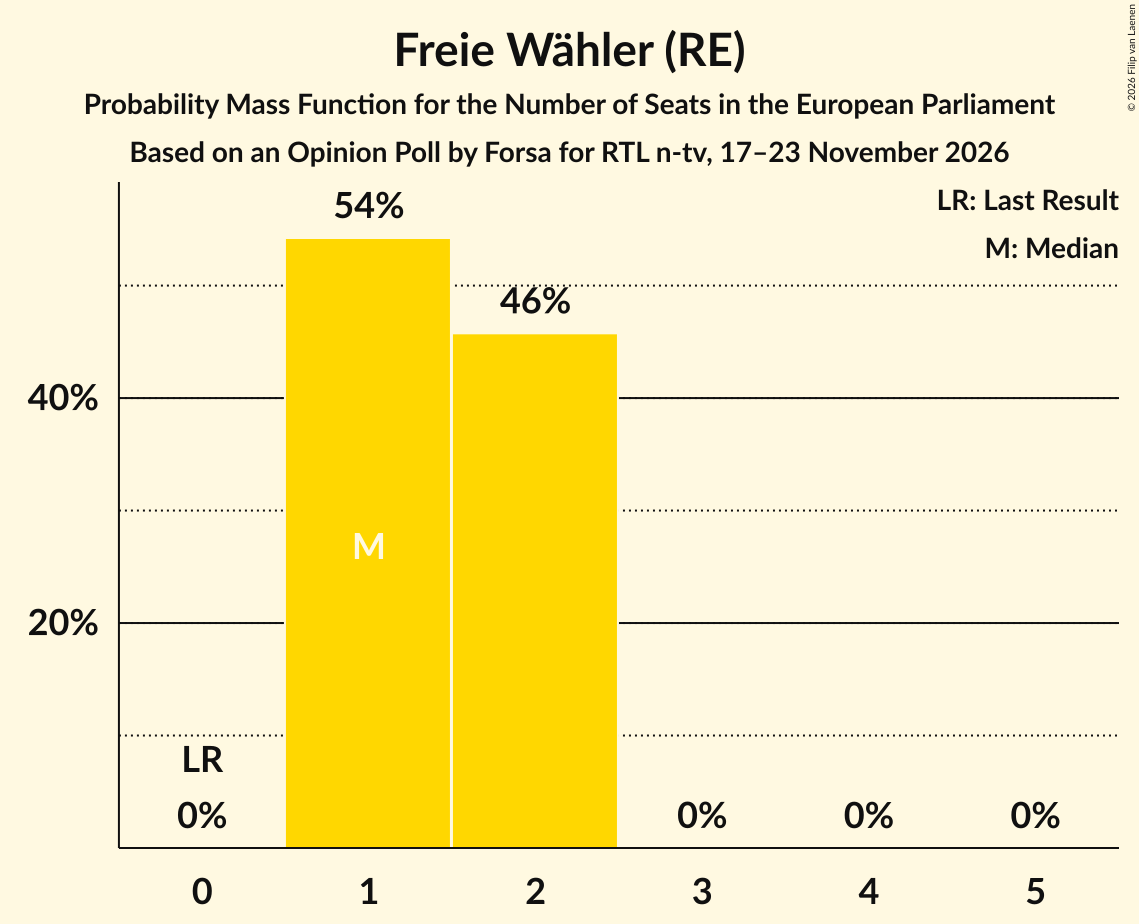 Freie Wähler (RE)
Probability Mass Function for the Number of Seats in the European Parliament
Based on an Opinion Poll by Forsa for RTL n-tv, 17–23 November 2026
© 2026 Filip van Laenen
LR: Last Result
M: Median
54%
46%
40%
M
20%
LR
0%
0%
0%
0%
0
1
2
3
4
5